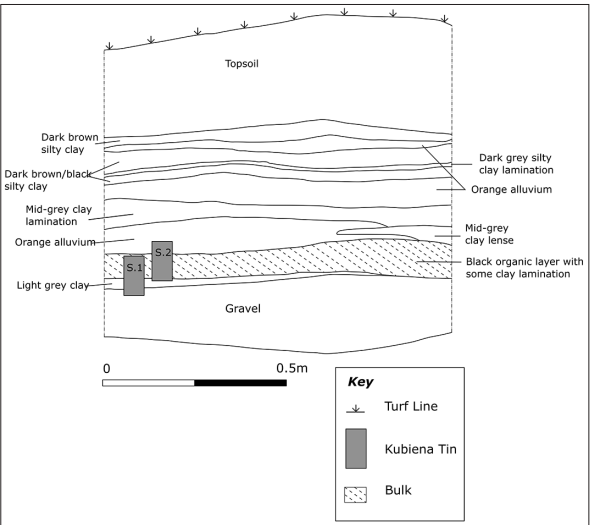 Topsoil
Dark brown
silty clay
Dark brown/black
silty clay
Mid-grey clay
lamination
Orange alluvium
Light grey clay
S.1
S.2
Dark grey silty
clay lamination
Orange alluvium
Mid-grey
clay lense
Black organic layer with
some clay lamination
Gravel
0
0.5m
Key
Turf Line
Kubiena Tin
Bulk